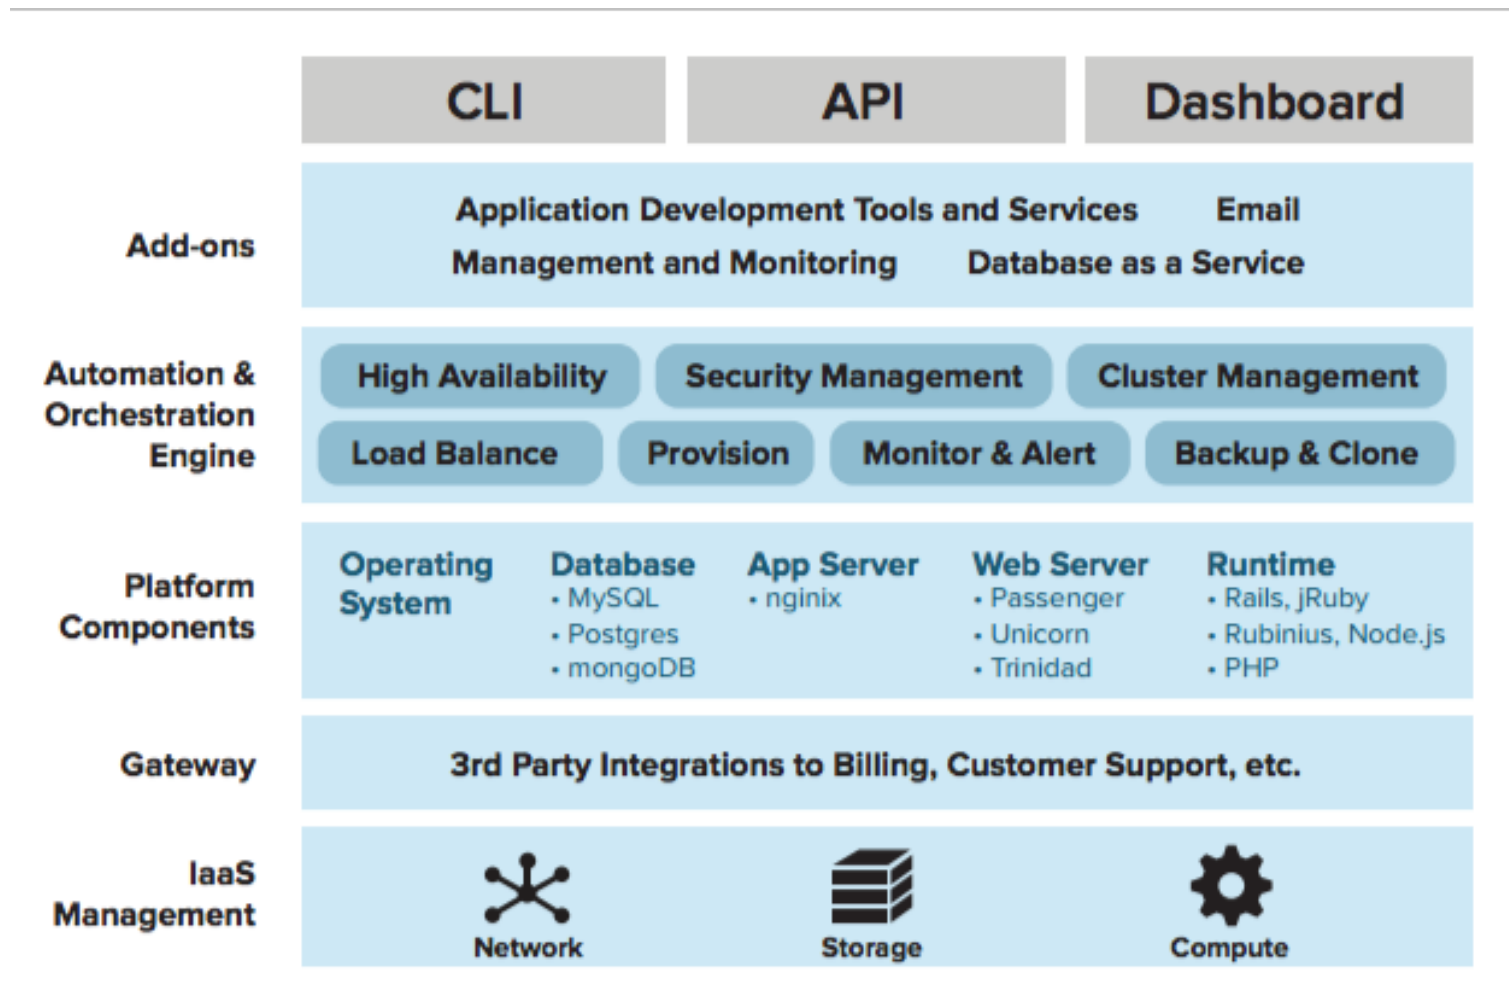 CLI
API
Dashboard
Add-ons
Application Development Tools and Services
Email
Management and Monitoring
Database as a Service
Automation &
Orchestration
Engine
High Availability
Security Management
Cluster Management
Load Balance
Provision
Monitor & Alert
Backup & Clone
Platform
Components
Operating
System
Database
• MySQL
• Postgres
• mongoDB
App Server
• nginix
Web Server
• Passenger
• Unicorn
• Trinidad
Runtime
• Rails, jRuby
• Rubinius, Node.js
• PHP
Gateway
3rd Party Integrations to Billing, Customer Support, etc.
IaaS
Management
Network
Storage
Compute